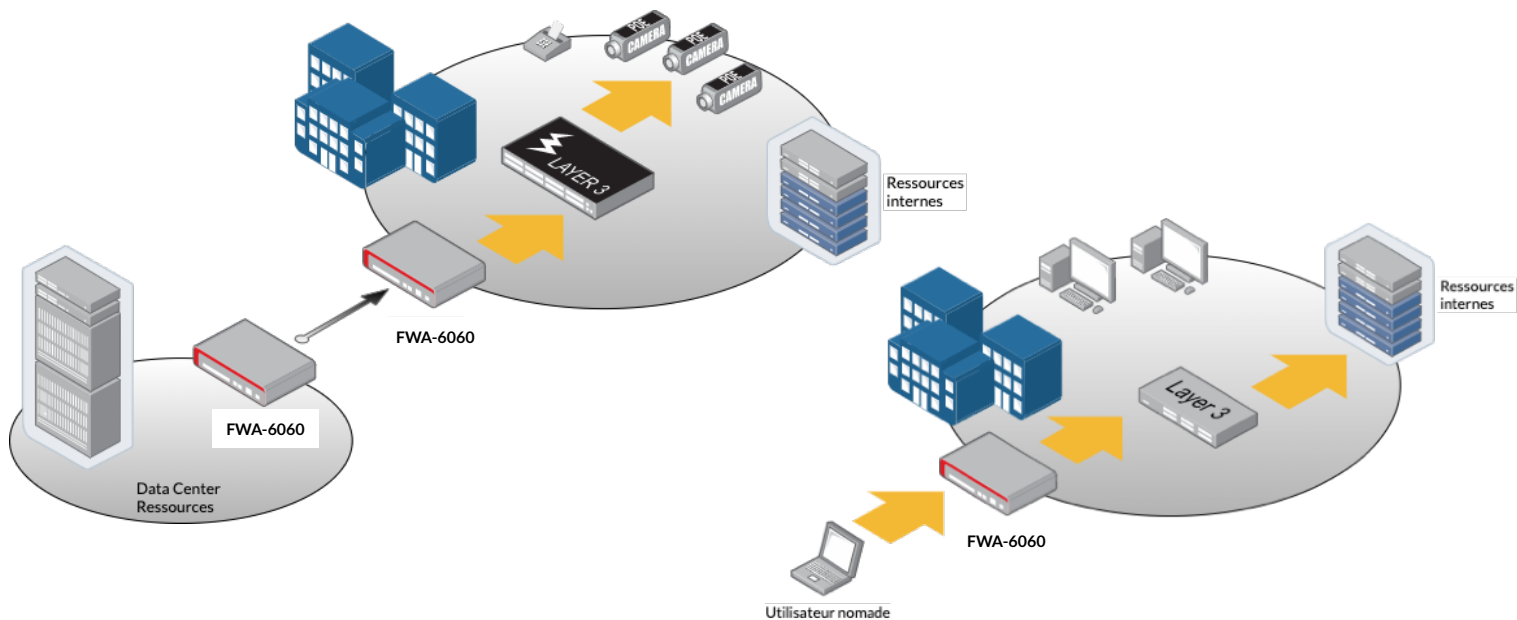 POE
CAMERA
POE
CAMERA
POE
CAMERA
LAYER 3
Ressources
internes
FWA-6060
FWA-6060
Data Center
Ressources
Ressources
internes
Layer 3
FWA-6060
Utilisateur nomade